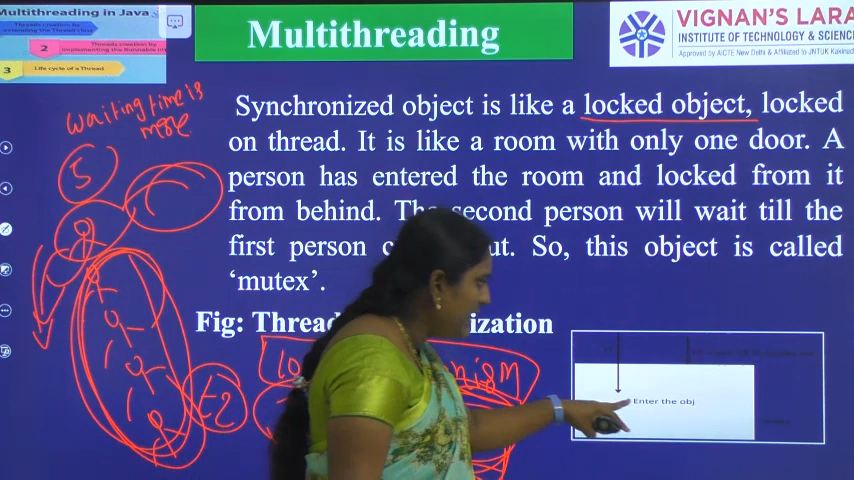 Multithreading in Java
Threads creation by
extending the Thread class
2
Threads creation by
implementing the Runnable int
3
Life cycle of a Thread
Multithreading
VIGNAN'S LARA
INSTITUTE OF TECHNOLOGY & SCIENC
Approved by AICTE New Delhi & Affiliated to JNTUK Kakinad
waiting time is
more.
5
Synchronized object is like a locked object, locked
on thread. It is like a room with only one door. A
person has entered the room and locked from it
from behind. The second person will wait till the
first person c ut. So, this object is called
'mutex'.
Fig: Thread ization
Enter the obj